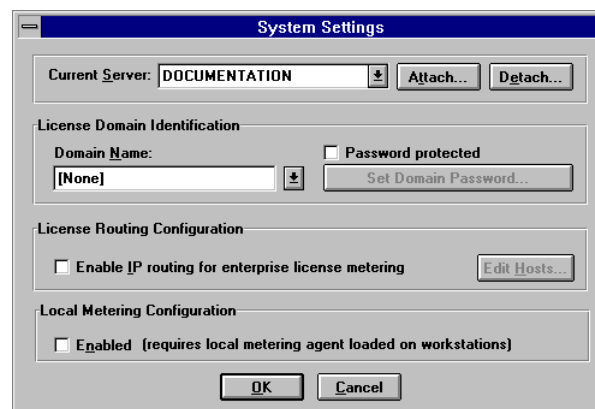 System Settings
Current Server: DOCUMENTATION Attach... Detach...
License Domain Identification
Domain Name: Password protected
[None] Set Domain Password...
License Routing Configuration
Enable IP routing for enterprise license metering Edit Hosts...
Local Metering Configuration
Enabled (requires local metering agent loaded on workstations)
OK Cancel